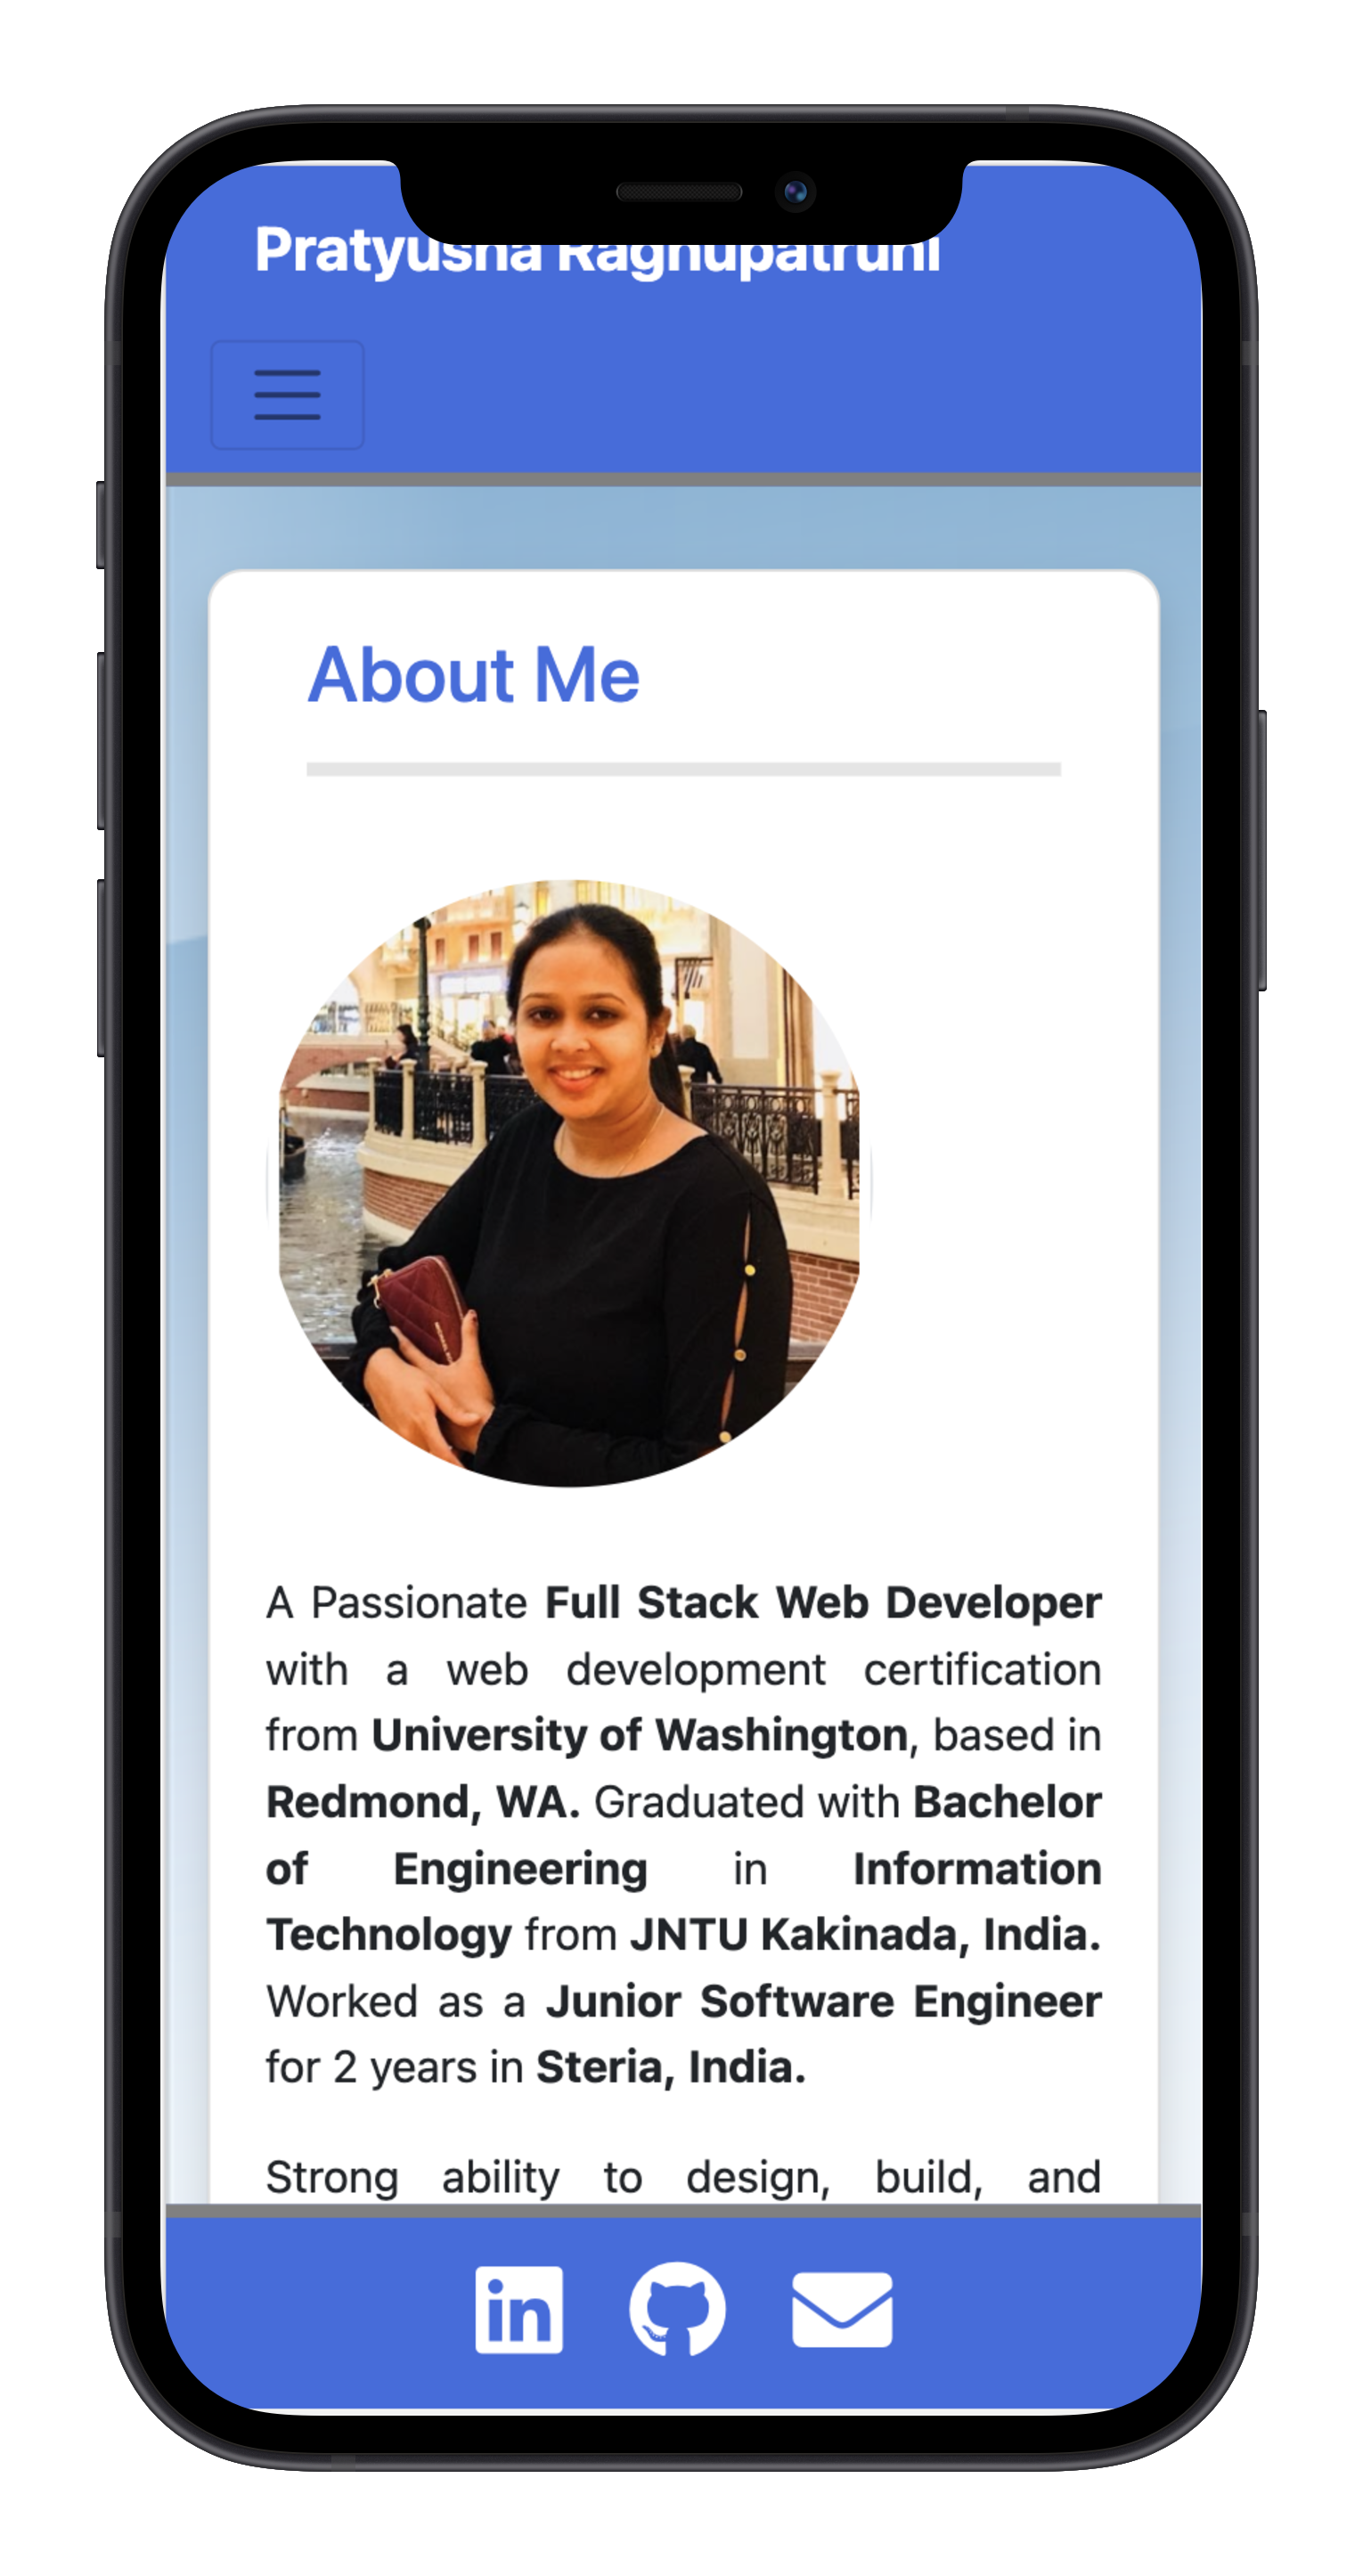 Pratyusha Raghupatruni
About Me
A Passionate Full Stack Web Developer
with a web development certification
from University of Washington, based in
Redmond, WA. Graduated with Bachelor
of Engineering in Information
Technology from JNTU Kakinada, India.
Worked as a Junior Software Engineer
for 2 years in Steria, India.
Strong ability to design, build, and
in